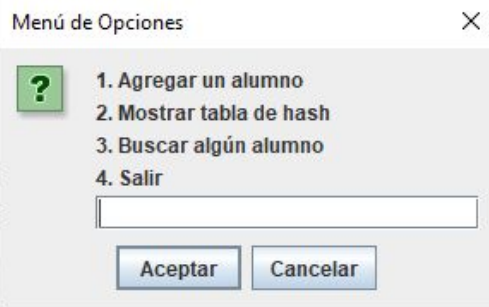 Menú de Opciones
1. Agregar un alumno
2. Mostrar tabla de hash
3. Buscar algún alumno
4. Salir
Aceptar Cancelar